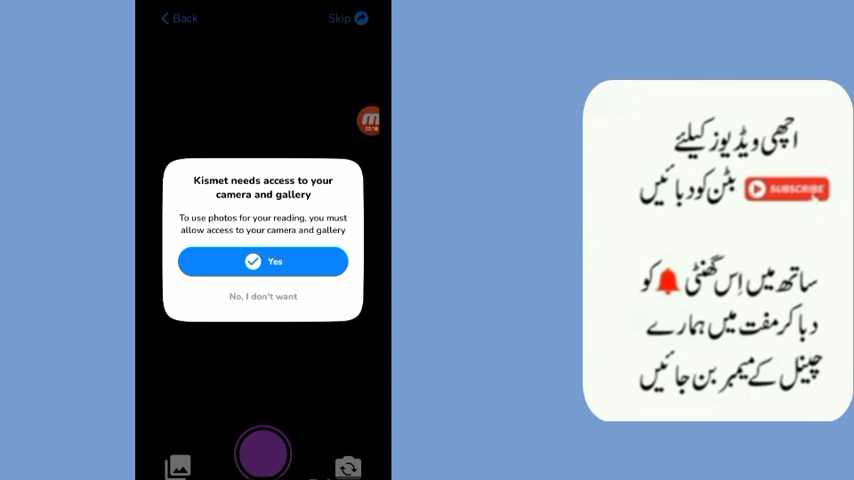 Back
Skip
12:18
Kismet needs access to your
camera and gallery
To use photos for your reading, you must
allow access to your camera and gallery
Yes
No, I don't want
اچھی ویڈیوز کیلئے
SUBSCRIBE بٹن کو دبائیں
ساتھ میں اِس گھنٹی کو
دبا کر مفت میں ہمارے
چینل کے میمبر بن جائیں